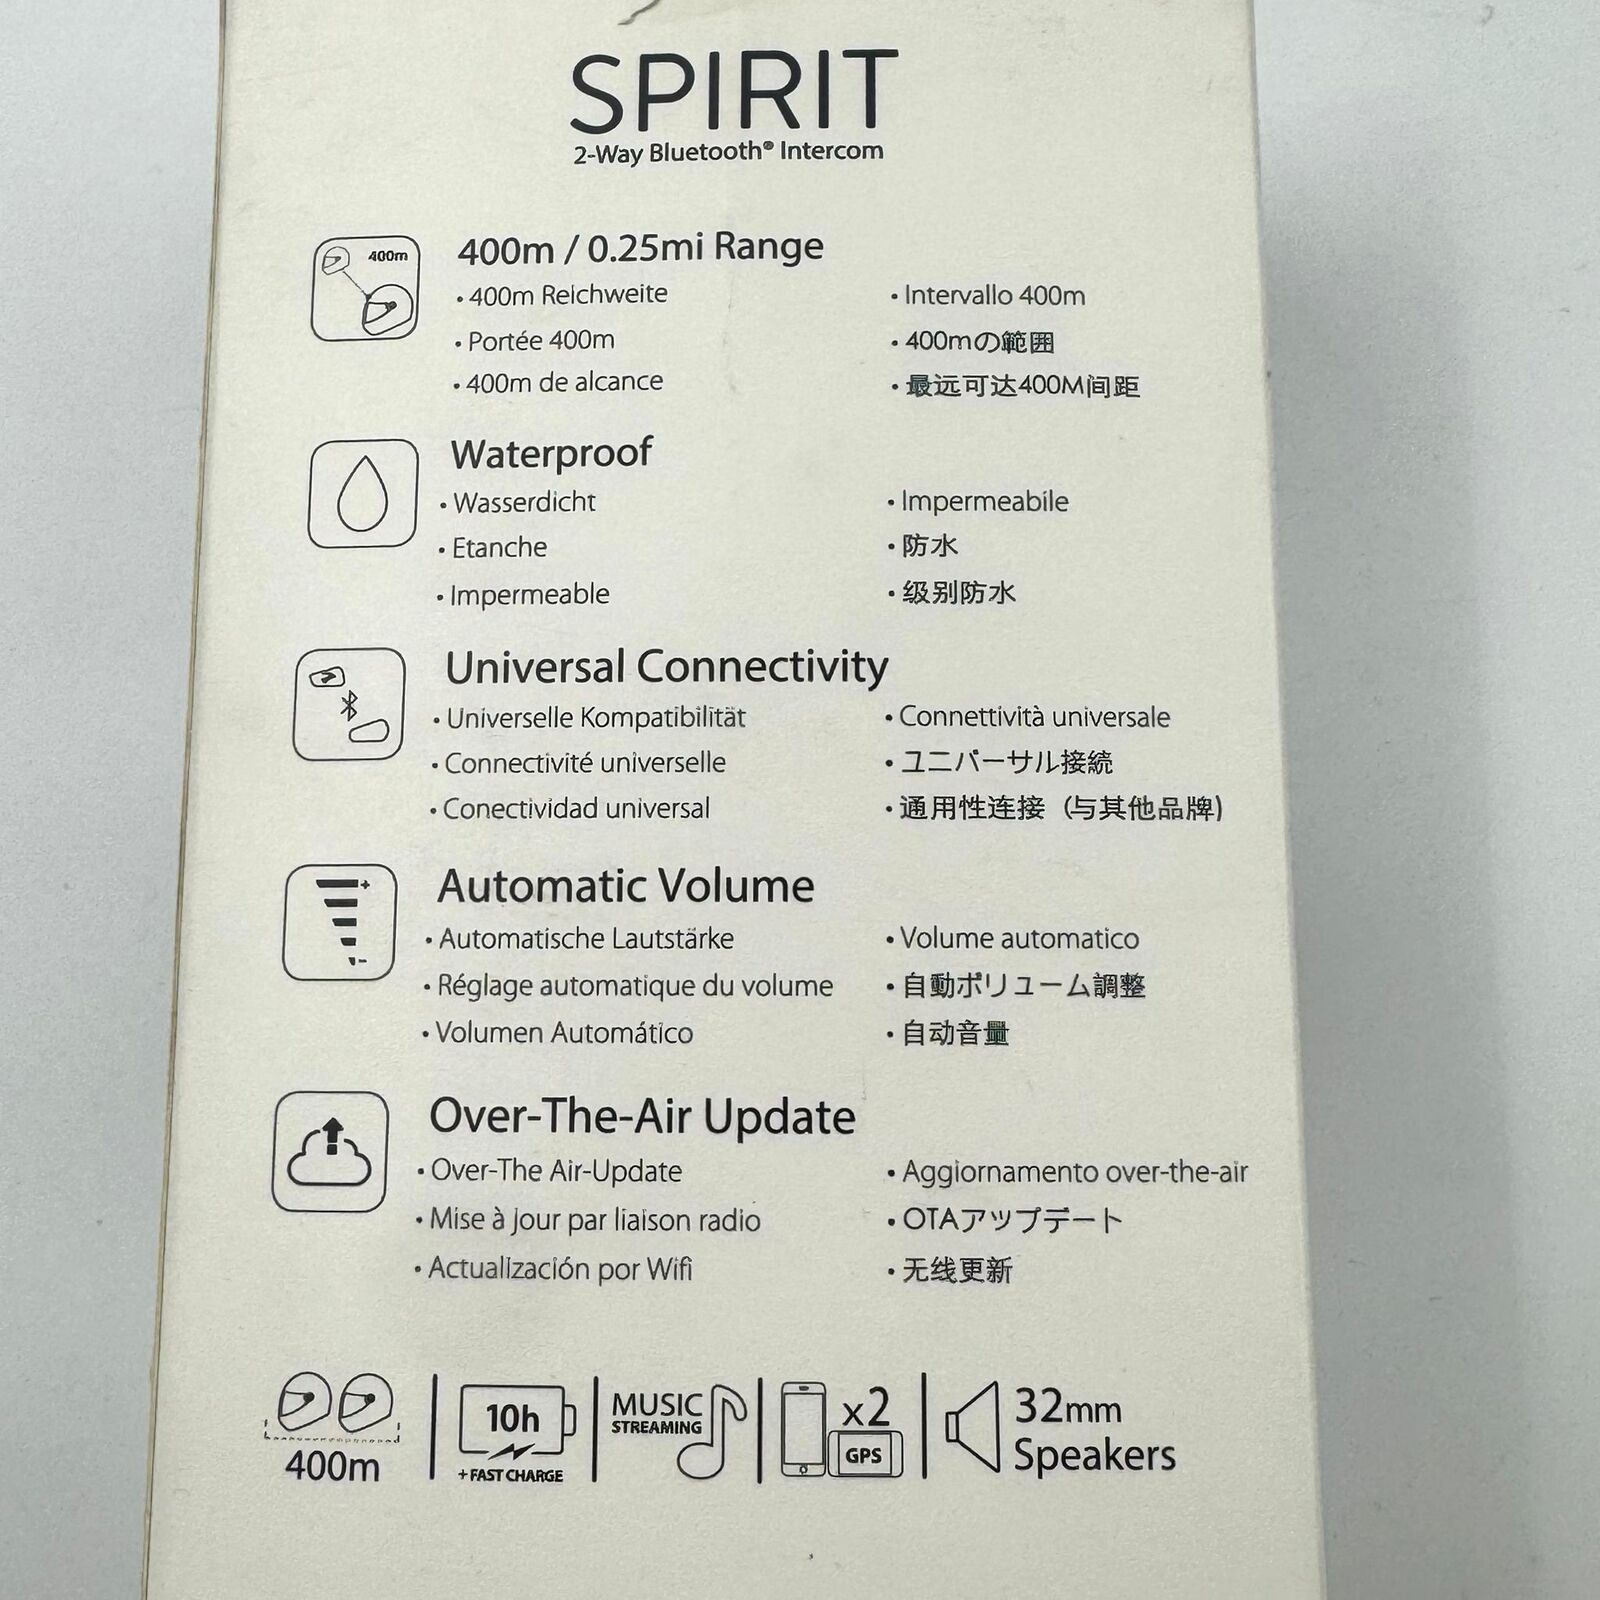 SPIRIT
2-Way Bluetooth® Intercom
400m
400m / 0.25mi Range
• 400m Reichweite
• Portée 400m
• 400m de alcance
• Intervallo 400m
• 400mの範囲
• 最远可达400M间距
Waterproof
• Wasserdicht
• Etanche
• Impermeable
• Impermeabile
• 防水
• 级别防水
Universal Connectivity
• Universelle Kompatibilität
• Connectivité universelle
• Conectividad universal
• Connettività universale
• ユニバーサル接続
• 通用性连接 (与其他品牌)
Automatic Volume
• Automatische Lautstärke
• Réglage automatique du volume
• Volumen Automático
• Volume automatico
• 自動ボリューム調整
• 自动音量
Over-The-Air Update
• Over-The Air-Update
• Mise à jour par liaison radio
• Actualización por Wifi
• Aggiornamento over-the-air
• OTAアップデート
• 无线更新
400m
10h
+ FAST CHARGE
MUSIC
STREAMING
x2
GPS
32mm
Speakers